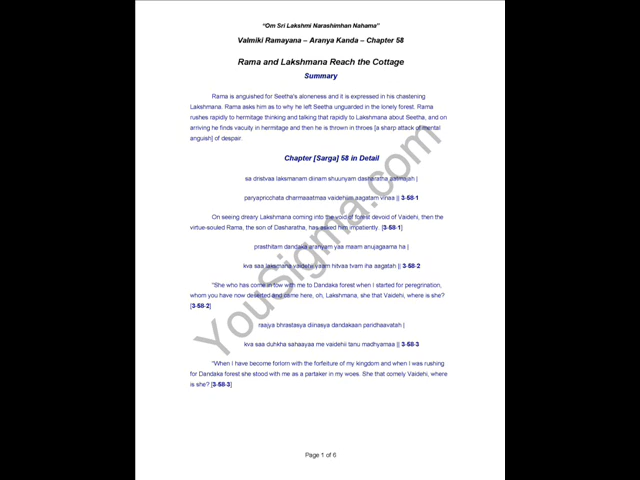 “Om Sri Lakshmi Narashimhan Nahama”
Valmiki Ramayana – Aranya Kanda – Chapter 58
Rama and Lakshmana Reach the Cottage
Summary
Rama is anguished for Seetha's aloneness and it is expressed in his chastening
Lakshmana. Rama asks him as to why he left Seetha unguarded in the lonely forest. Rama
rushes rapidly to hermitage thinking and talking that rapidly to Lakshmana about Seetha, and on
arriving he finds vacuity in hermitage and then he is thrown in throes [a sharp attack of mental
anguish] of despair.
Chapter [Sarga] 58 in Detail
sa dristvaa laksmanam diinam shuunyam dasharatha aatmajah |
paryapricchata dharmaatmaa vaidehiim aagatam vinaa || 3-58-1
On seeing dreary Lakshmana coming into the void of forest devoid of Vaidehi, then the
virtue-souled Rama, the son of Dasharatha, has asked him impatiently. [3-58-1]
prasthitam dandaka aranyam yaa maam anujagaama ha |
kva saa laksmana vaidehi yaam hitvaa tvam iha aagatah || 3-58-2
“She who has come in tow with me to Dandaka forest when I started for peregrination,
whom you have now deserted and came here, oh, Lakshmana, she that Vaidehi, where is she?
[3-58-2]
raajya bhrastasya diinasya dandakaan paridhaavatah |
kva saa duhkha sahaayaa me vaidehii tanu madhyamaa || 3-58-3
“When I have become forlorn with the forfeiture of my kingdom and when I was rushing
for Dandaka forest she stood with me as a partaker in my woes. She that comely Vaidehi, where
is she? [3-58-3]
YouSigma.com
Page 1 of 6